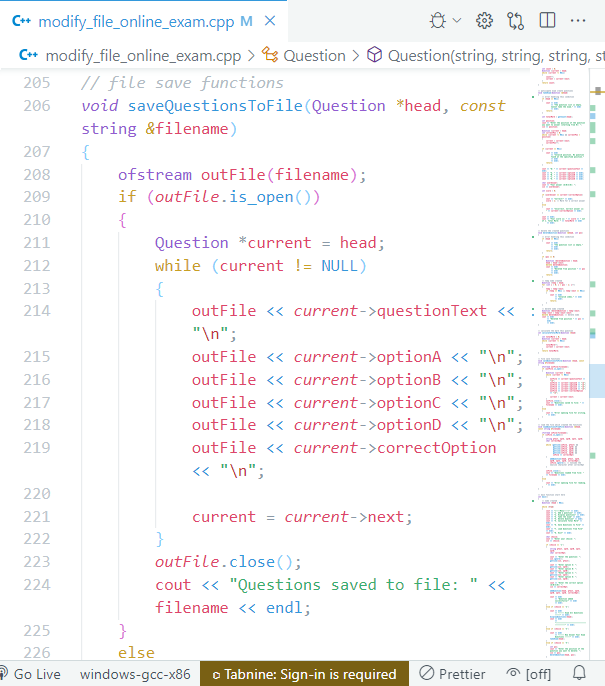 C++ modify_file_online_exam.cpp M ×
C++ modify_file_online_exam.cpp > Question > Question(string, string, string, st
205 // file save functions
206 void saveQuestionsToFile(Question *head, const
string &filename)
207 {
208 ofstream outFile(filename);
209 if (outFile.is_open())
210 {
211 Question *current = head;
212 while (current != NULL)
213 {
214 outFile << current->questionText <<
"\n";
215 outFile << current->optionA << "\n";
216 outFile << current->optionB << "\n";
217 outFile << current->optionC << "\n";
218 outFile << current->optionD << "\n";
219 outFile << current->correctOption
<< "\n";
220
221 current = current->next;
222 }
223 outFile.close();
224 cout << "Questions saved to file: " <<
filename << endl;
225 }
226 else
Go Live windows-gcc-x86 Tabnine: Sign-in is required Prettier [off]